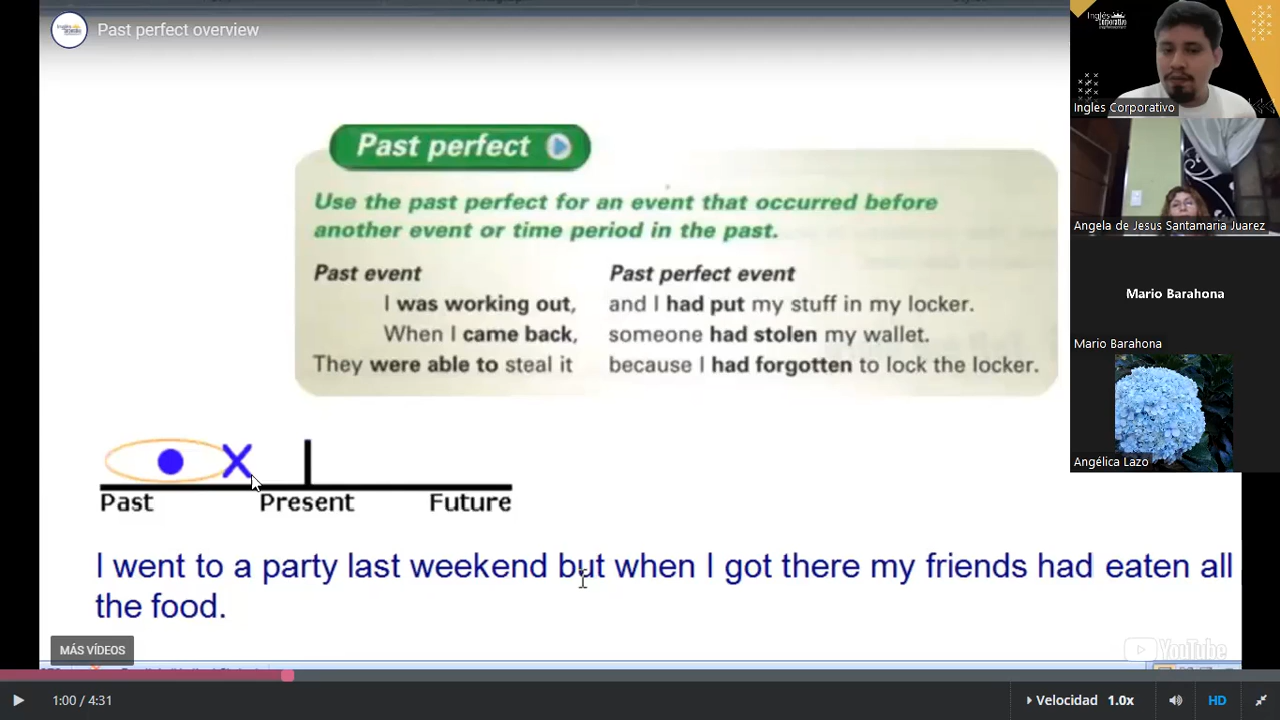 Past perfect overview
Past perfect
Use the past perfect for an event that occurred before
another event or time period in the past.
Past event
Past perfect event
I was working out,
and I had put my stuff in my locker.
When I came back,
someone had stolen my wallet.
They were able to steal it
because I had forgotten to lock the locker.
Past
Present
Future
I went to a party last weekend but when I got there my friends had eaten all
the food.
MÁS VÍDEOS
YouTube
1:00 / 4:31
Velocidad 1.0x
HD
Inglés
Corporativo
Ingles Corporativo
Angela de Jesus Santamaria Juarez
Mario Barahona
Mario Barahona
Angélica Lazo